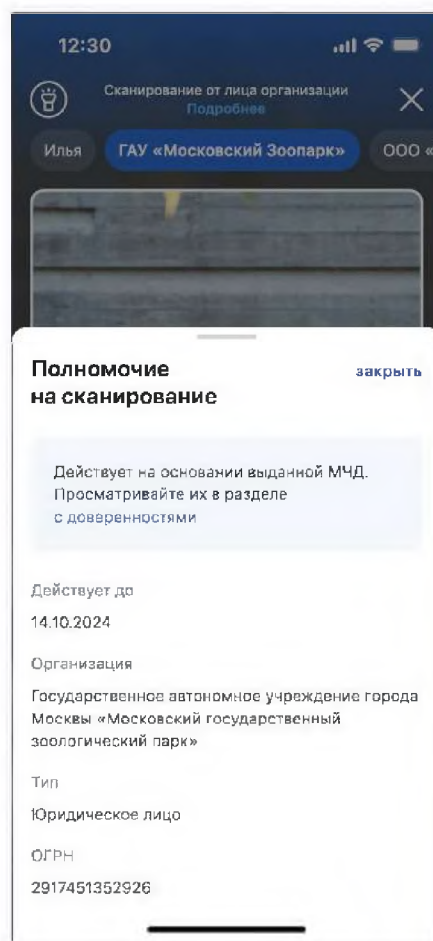 12:30
Сканирование от лица организации
Подробнее
Илья
ГАУ «Московский Зоопарк»
ООО «
Полномочие
на сканирование
закрыть
Действует на основании выданной МЧД.
Просматривайте их в разделе
с доверенностями
Действует до
14.10.2024
Организация
Государственное автономное учреждение города
Москвы «Московский государственный
зоологический парк»
Тип
Юридическое лицо
ОГРН
2917451352926